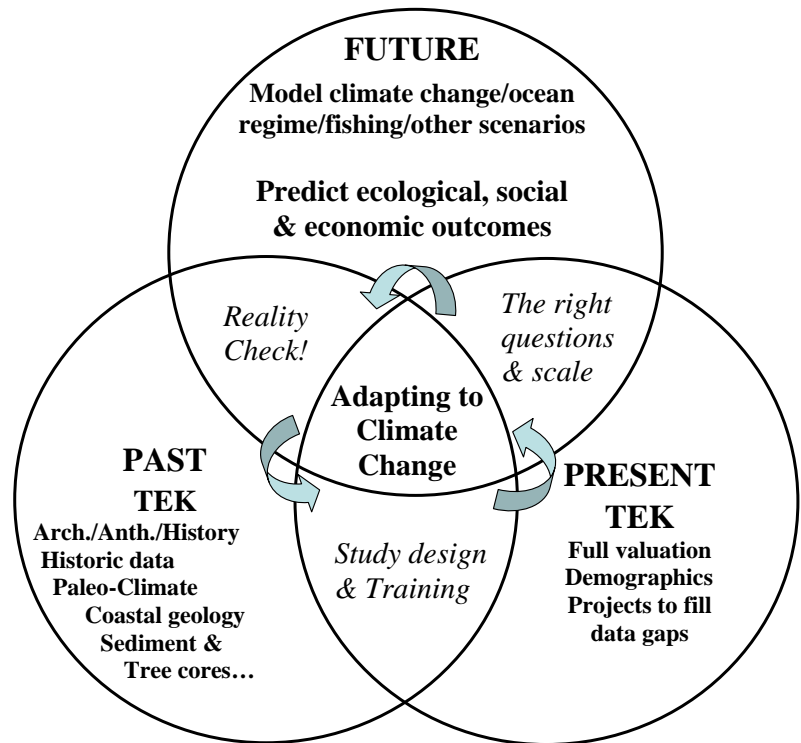 FUTURE
Model climate change/ocean
regime/fishing/other scenarios
Predict ecological, social
& economic outcomes
Reality
Check!
The right
questions
& scale
Adapting to
Climate
Change
PAST
TEK
Arch./Anth./History
Historic data
Paleo-Climate
Coastal geology
Sediment &
Tree cores…
Study design
& Training
PRESENT
TEK
Full valuation
Demographics
Projects to fill
data gaps